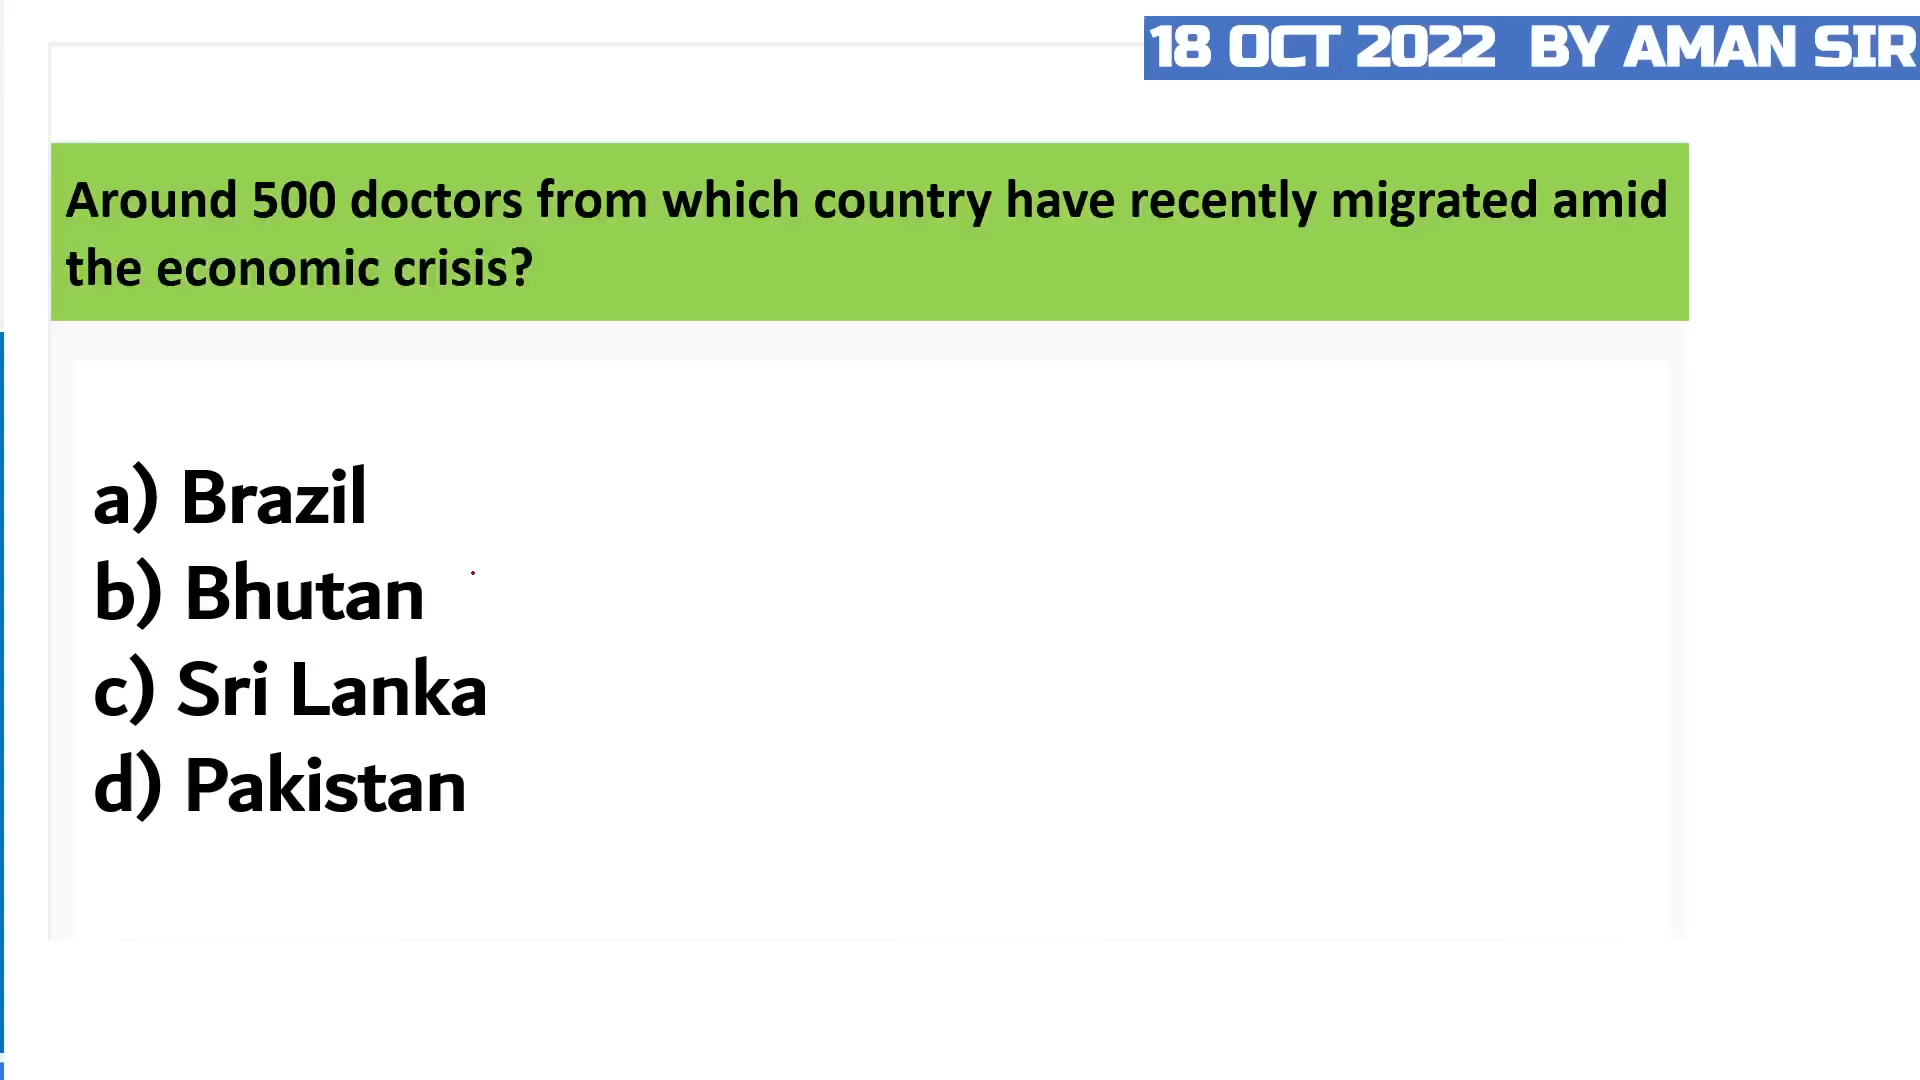 18 OCT 2022 BY AMAN SIR
Around 500 doctors from which country have recently migrated amid
the economic crisis?
a) Brazil
b) Bhutan
c) Sri Lanka
d) Pakistan